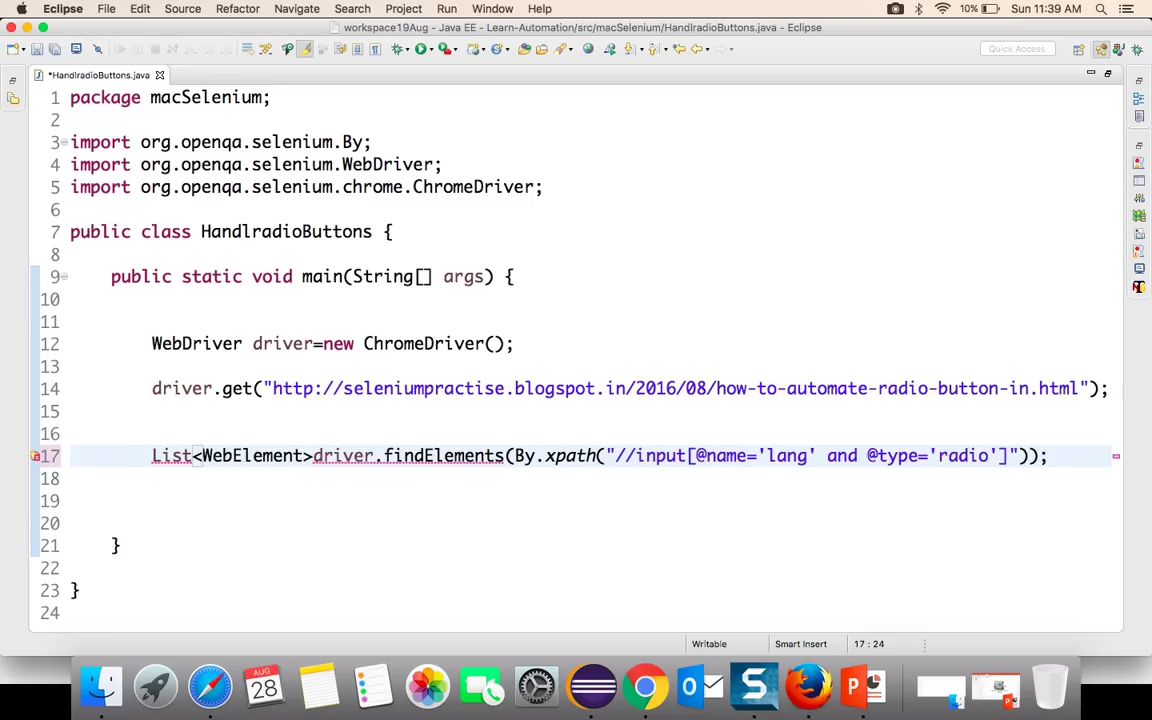 Eclipse File Edit Source Refactor Navigate Search Project Run Window Help 10% Sun 11:39 AM
workspace19Aug - Java EE - Learn-Automation/src/macSelenium/HandlradioButtons.java - Eclipse
Quick Access
*HandlradioButtons.java
1 package macSelenium;
2
3 import org.openqa.selenium.By;
4 import org.openqa.selenium.WebDriver;
5 import org.openqa.selenium.chrome.ChromeDriver;
6
7 public class HandlradioButtons {
8
9 public static void main(String[] args) {
10
11
12 WebDriver driver=new ChromeDriver();
13
14 driver.get("http://seleniumpractise.blogspot.in/2016/08/how-to-automate-radio-button-in.html");
15
16
17 List<WebElement>driver.findElements(By.xpath("//input[@name='lang' and @type='radio']"));
18
19
20
21 }
22
23 }
24
Writable Smart Insert 17 : 24
AUG
28